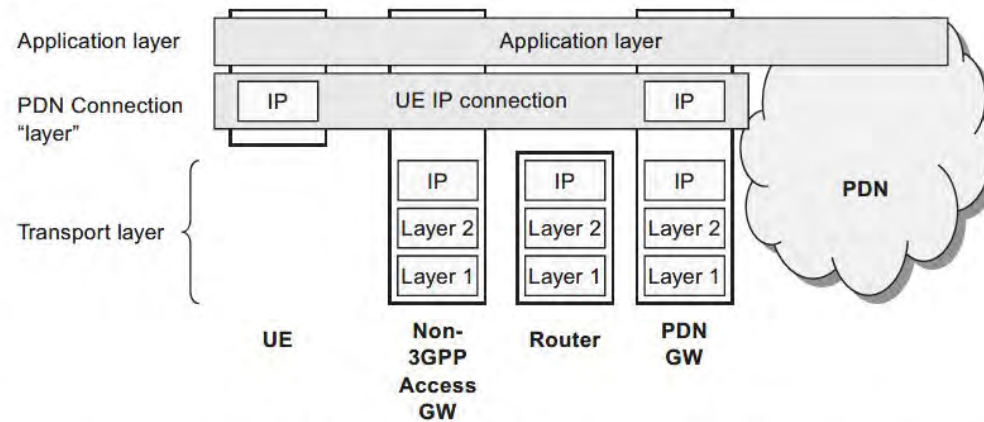 Application layer
Application layer
PDN Connection
"layer"
IP
UE IP connection
IP
IP
IP
IP
PDN
Transport layer
Layer 2
Layer 2
Layer 2
Layer 1
Layer 1
Layer 1
UE
Non-
3GPP
Access
GW
Router
PDN
GW